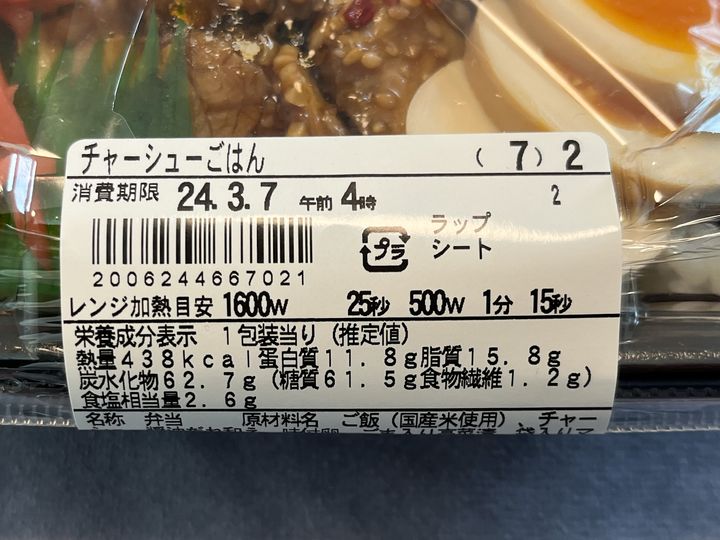 チャーシューごはん (7)2
消費期限 24.3.7 午前4時 2
ラップ
プラ シート
2006244667021
レンジ加熱目安 1600W 25秒 500W 1分 15秒
栄養成分表示 1包装当り(推定値)
熱量438kcal蛋白質11.8g脂質15.8g
炭水化物62.7g(糖質61.5g食物繊維1.2g)
食塩相当量2.6g
名称 弁当 原材料名 ご飯(国産米使用) チャー